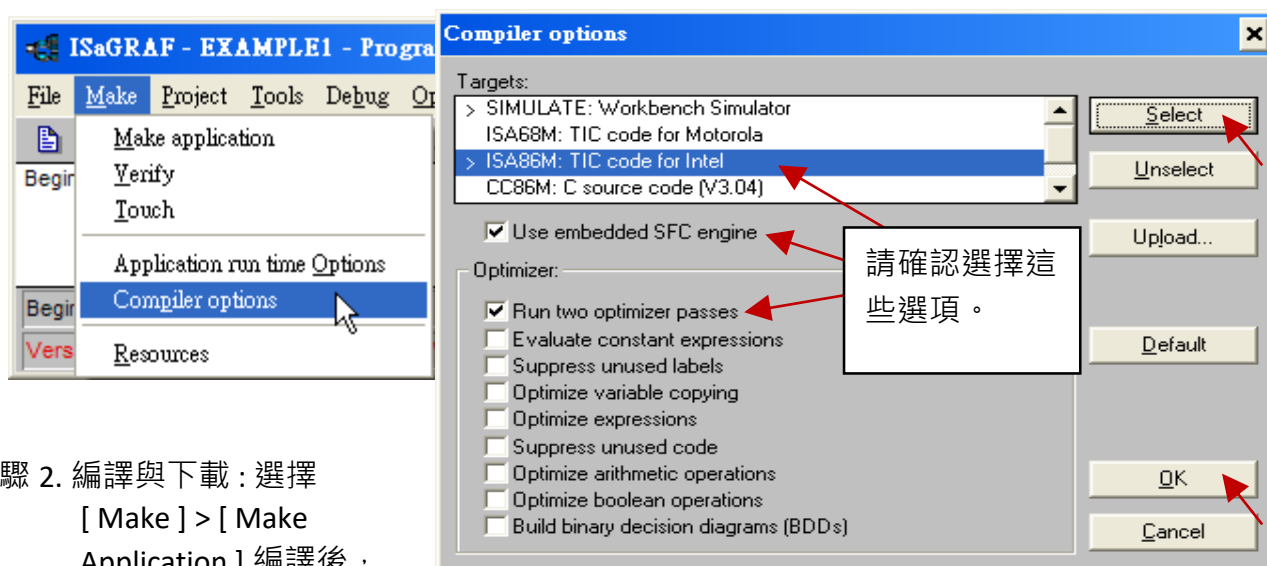 ISaGRAF - EXAMPLE1 - Progra
File Make Project Tools Debug Op
Make application
Verify
Touch
Application run time Options
Compiler options
Resources
Begin
Begin
Vers
Compiler options
Targets:
> SIMULATE: Workbench Simulator
ISA68M: TIC code for Motorola
> ISA86M: TIC code for Intel
CC86M: C source code (V3.04)
Use embedded SFC engine
Optimizer:
Run two optimizer passes
Evaluate constant expressions
Suppress unused labels
Optimize variable copying
Optimize expressions
Suppress unused code
Optimize arithmetic operations
Optimize boolean operations
Build binary decision diagrams (BDDs)
Select
Unselect
Upload...
Default
OK
Cancel
請確認選擇這
些選項。
驟 2. 編譯與下載 : 選擇
[ Make ] > [ Make
Application ] 編譯後，